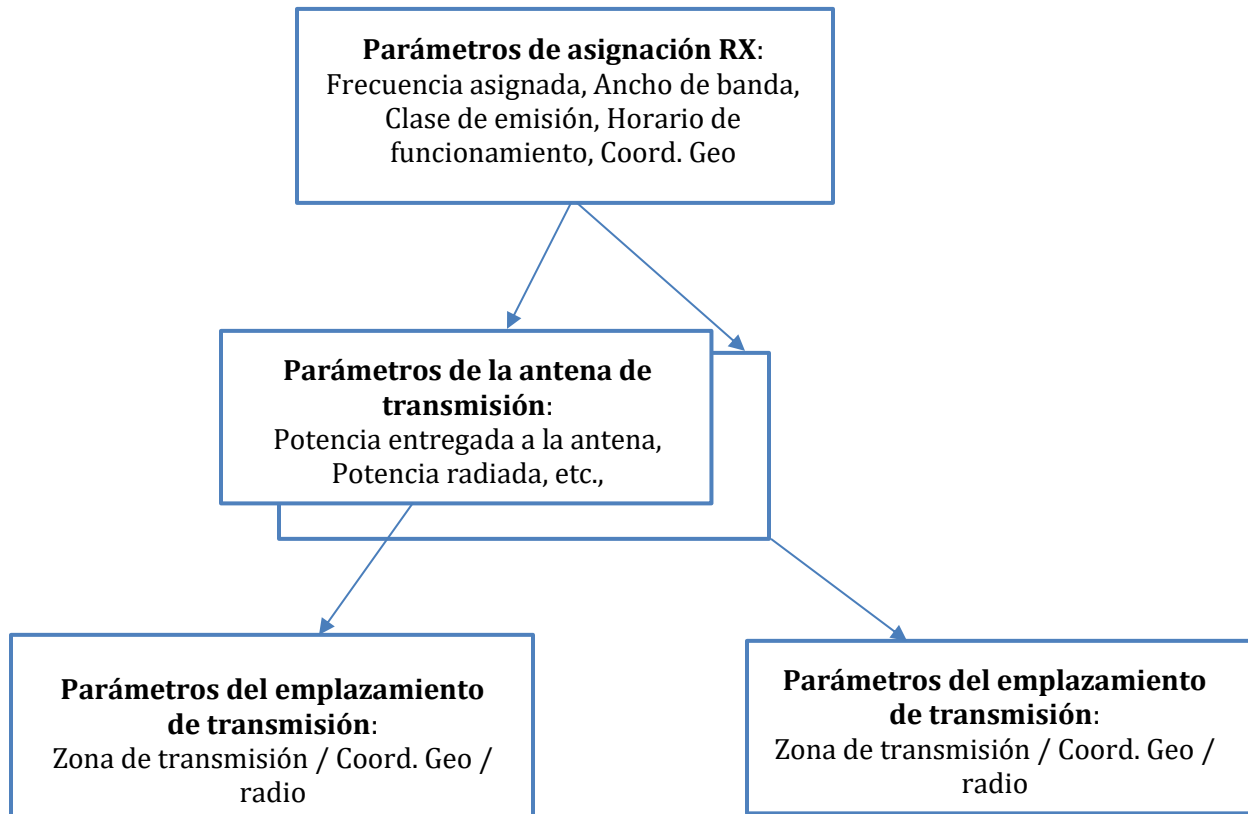 Parámetros de asignación RX:
Frecuencia asignada, Ancho de banda,
Clase de emisión, Horario de
funcionamiento, Coord. Geo
Parámetros de la antena de
transmisión:
Potencia entregada a la antena,
Potencia radiada, etc.,
Parámetros del emplazamiento
de transmisión:
Zona de transmisión / Coord. Geo /
radio
Parámetros del emplazamiento
de transmisión:
Zona de transmisión / Coord. Geo /
radio